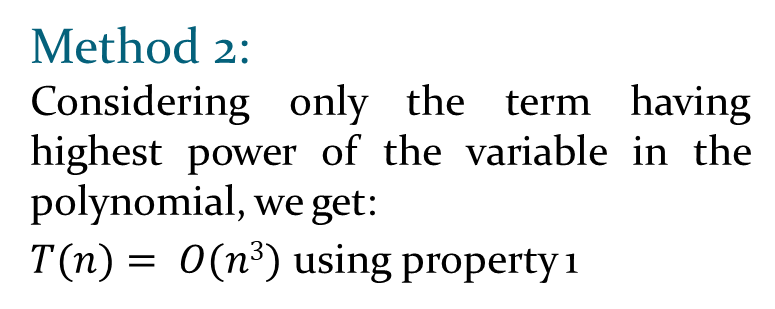 Method 2:
Considering only the term having
highest power of the variable in the
polynomial, we get:
T(n) = O(n³) using property 1